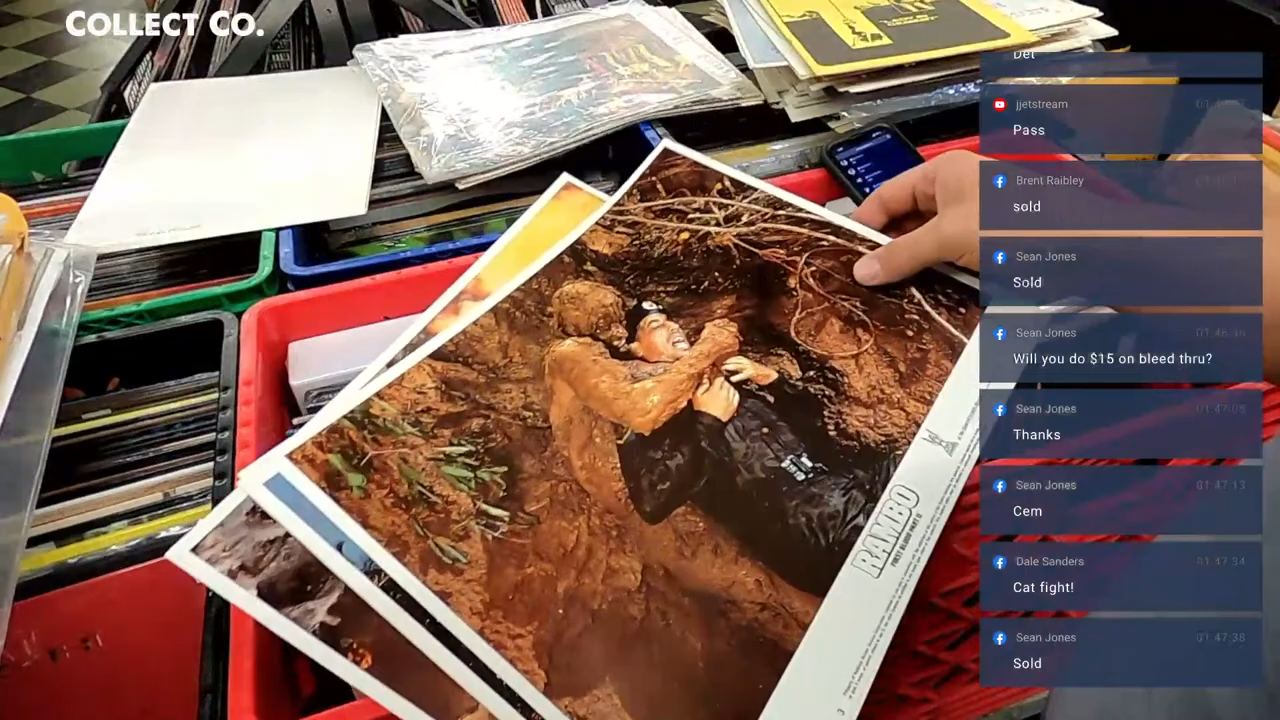 COLLECT CO.
Det
jjetstream
Pass
Brent Raibley
sold
Sean Jones
Sold
Sean Jones 01:46:36
Will you do $15 on bleed thru?
Sean Jones 01:47:05
Thanks
Sean Jones 01:47:13
Cem
Dale Sanders 01:47:34
Cat fight!
Sean Jones 01:47:38
Sold
RAMBO
FIRST BLOOD PART II
3